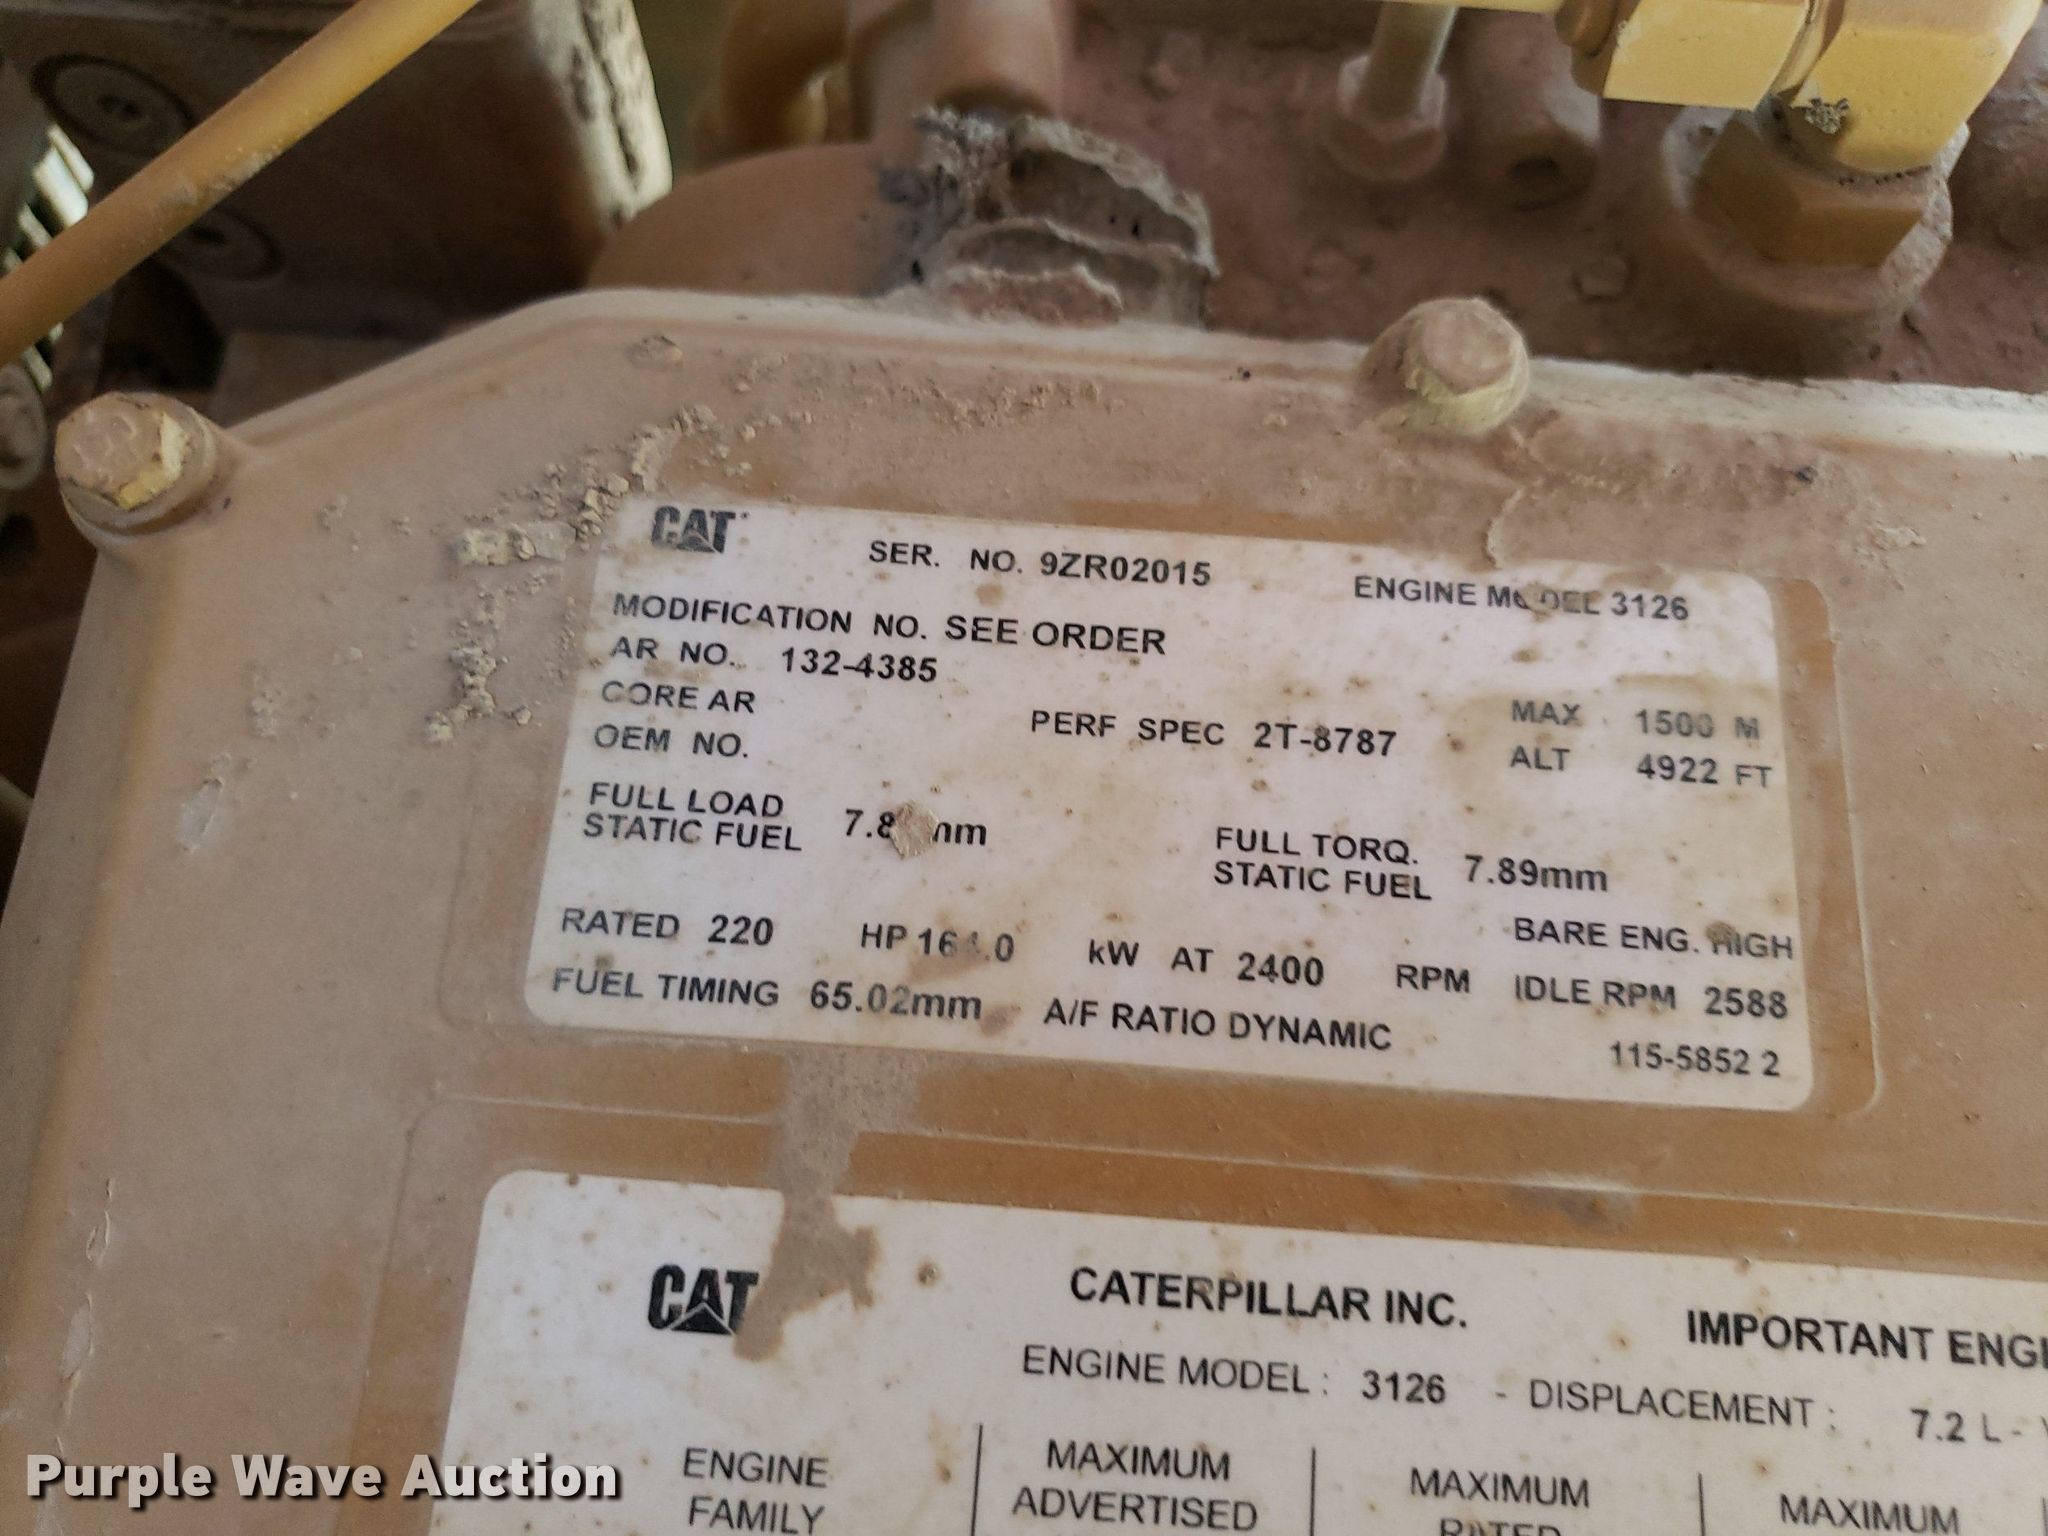 CAT
SER. NO. 9ZR02015 ENGINE MODEL 3126
MODIFICATION NO. SEE ORDER
AR NO. 132-4385
CORE AR
PERF SPEC 2T-8787
MAX 1500 M
OEM NO.
ALT 4922 FT
FULL LOAD
STATIC FUEL
FULL TORQ.
STATIC FUEL 7.89mm
RATED 220 HP 164.0 kW AT 2400 RPM
BARE ENG. HIGH
IDLE RPM 2588
FUEL TIMING 65.02mm A/F RATIO DYNAMIC
115-5852 2
CAT
CATERPILLAR INC. IMPORTANT
ENGINE MODEL : 3126 - DISPLACEMENT : 7.2 L -
ENGINE
FAMILY
MAXIMUM
ADVERTISED
MAXIMUM
RATED
MAXIMUM
Purple Wave Auction